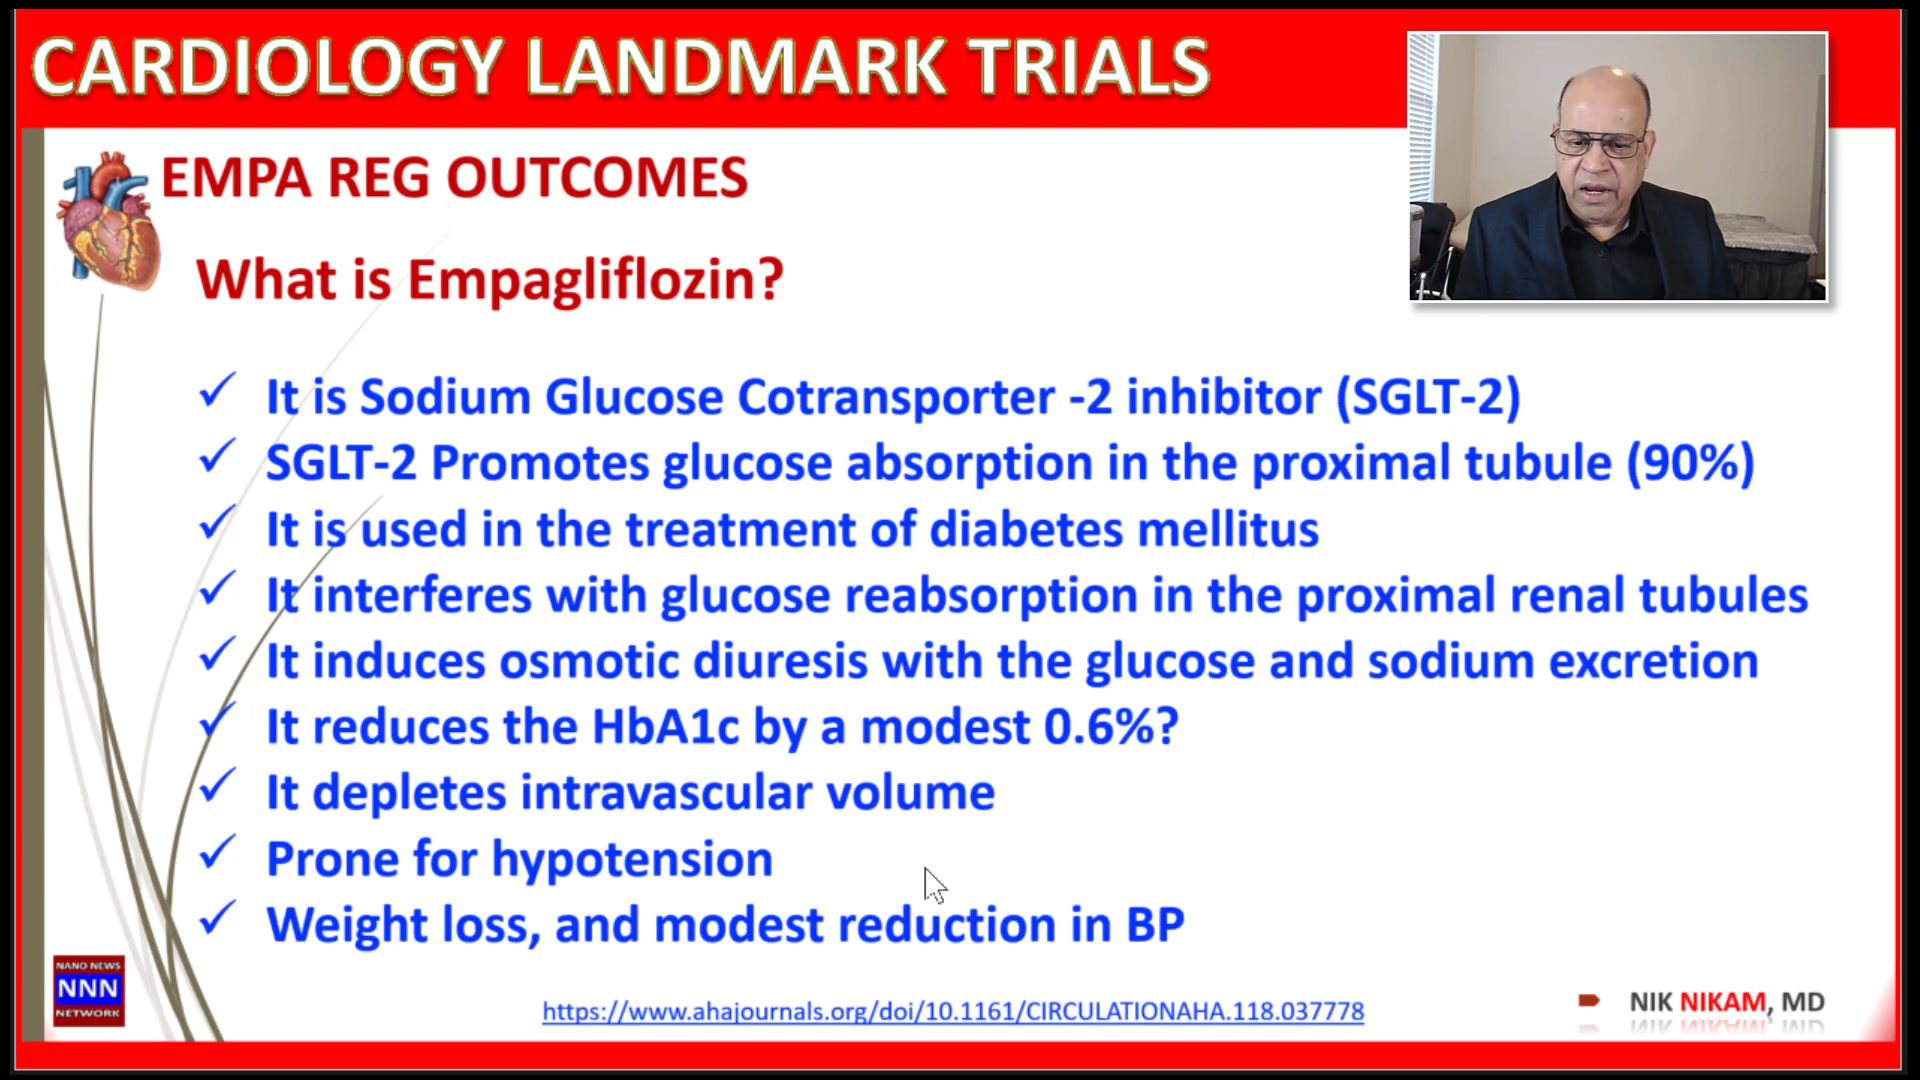 CARDIOLOGY LANDMARK TRIALS
EMPA REG OUTCOMES
What is Empagliflozin?
✓ It is Sodium Glucose Cotransporter -2 inhibitor (SGLT-2)
✓ SGLT-2 Promotes glucose absorption in the proximal tubule (90%)
✓ It is used in the treatment of diabetes mellitus
✓ It interferes with glucose reabsorption in the proximal renal tubules
✓ It induces osmotic diuresis with the glucose and sodium excretion
✓ It reduces the HbA1c by a modest 0.6%?
✓ It depletes intravascular volume
✓ Prone for hypotension
✓ Weight loss, and modest reduction in BP
NANO NEWS
NNN
NETWORK
https://www.ahajournals.org/doi/10.1161/CIRCULATIONAHA.118.037778
NIK NIKAM, MD